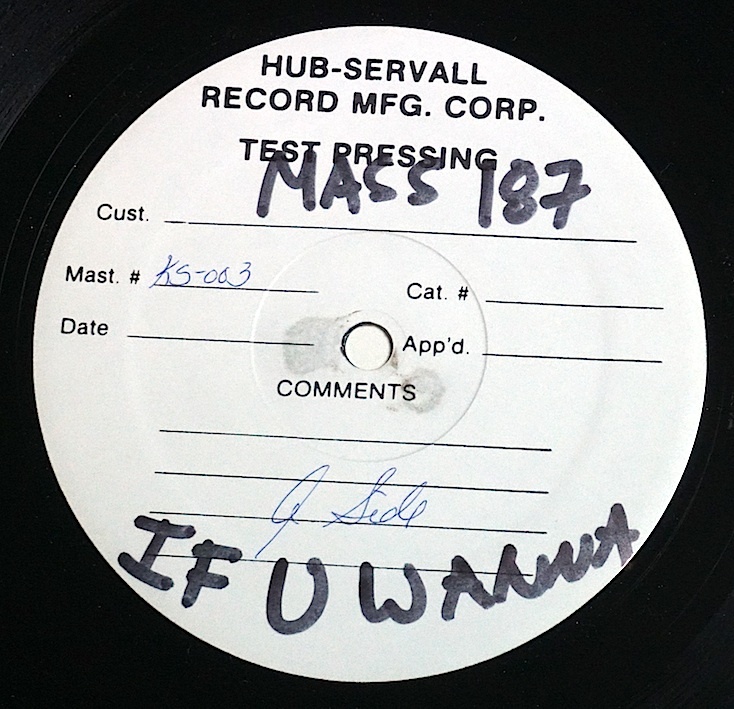 HUB-SERVALL
RECORD MFG. CORP.
TEST PRESSING
MASS 187
Cust.
Mast. # KS-003
Cat. #
Date
App'd.
COMMENTS
Side
IF U WANNA